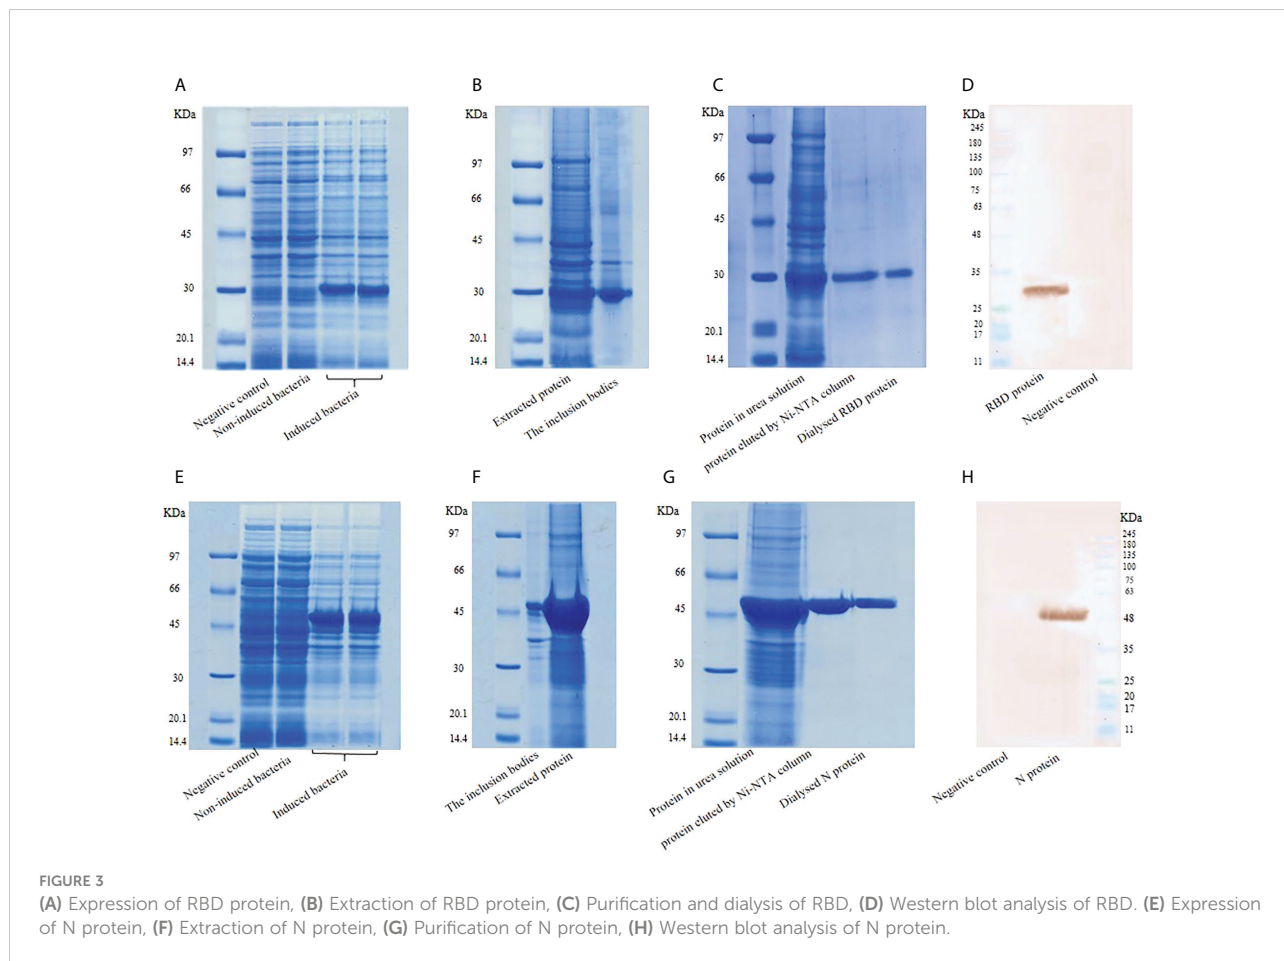 A
KDa
97
66
45
30
20.1
14.4
Negative control
Non-induced bacteria
Induced bacteria
B
KDa
97
66
45
30
20.1
14.4
Extracted protein
The inclusion bodies
C
KDa
97
66
45
30
20.1
14.4
Protein in urea solution
protein eluted by Ni-NTA column
Dialysed RBD protein
D
KDa
245
180
135
100
75
63
48
35
25
20
17
11
RBD protein
Negative control
E
KDa
97
66
45
30
20.1
14.4
Negative control
Non-induced bacteria
Induced bacteria
F
KDa
97
66
45
30
20.1
14.4
The inclusion bodies
Extracted protein
G
KDa
97
66
45
30
20.1
14.4
Protein in urea solution
protein eluted by Ni-NTA column
Dialysed N protein
H
KDa
245
180
135
100
75
63
48
35
25
20
17
11
Negative control
N protein
FIGURE 3
(A) Expression of RBD protein, (B) Extraction of RBD protein, (C) Purification and dialysis of RBD, (D) Western blot analysis of RBD. (E) Expression
of N protein, (F) Extraction of N protein, (G) Purification of N protein, (H) Western blot analysis of N protein.